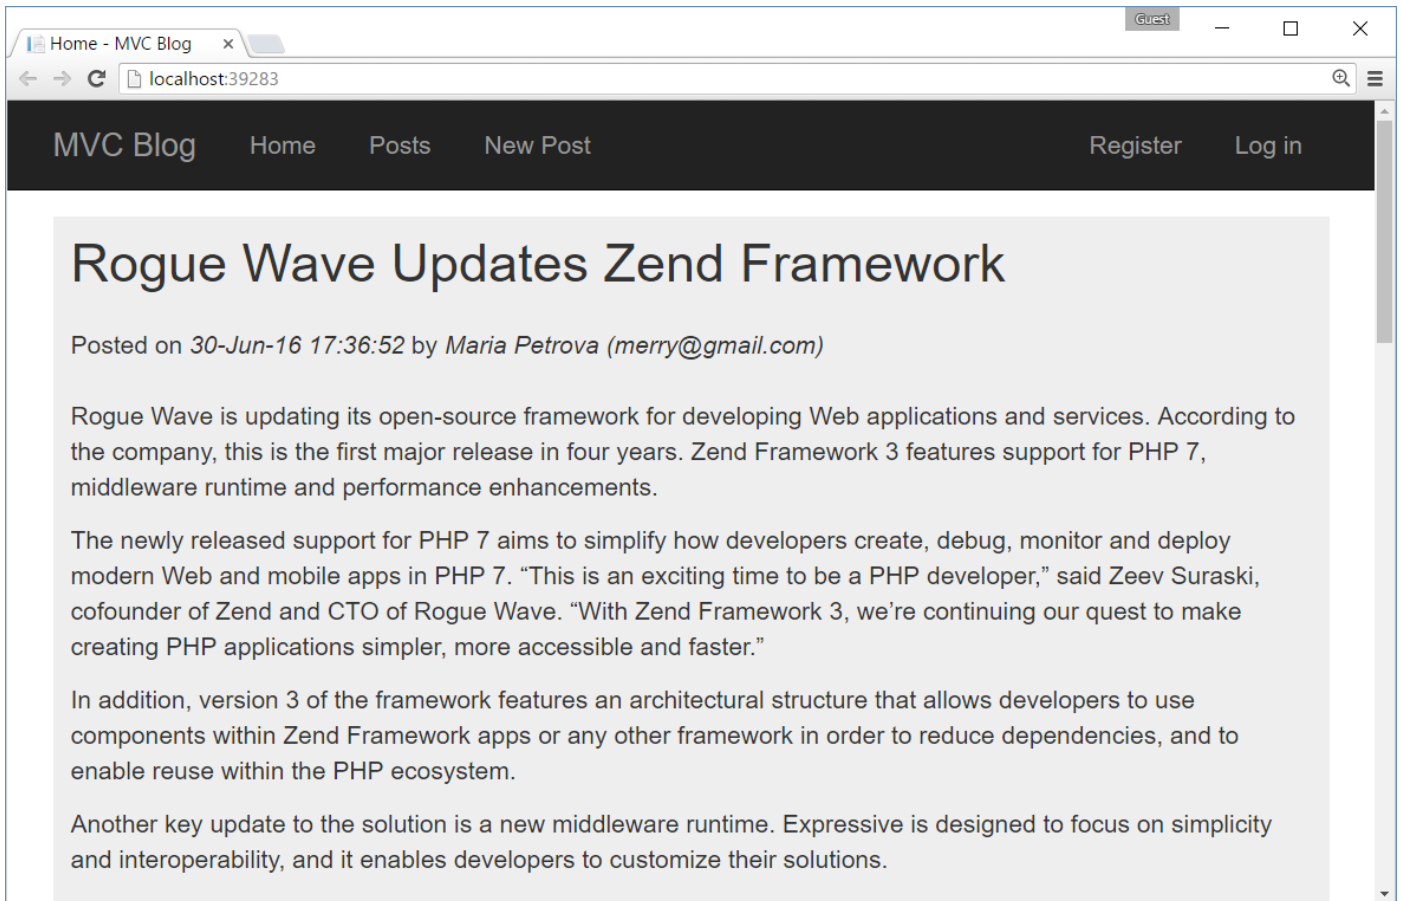 Guest
Home - MVC Blog
localhost:39283
MVC Blog Home Posts New Post Register Log in
Rogue Wave Updates Zend Framework
Posted on 30-Jun-16 17:36:52 by Maria Petrova (merry@gmail.com)
Rogue Wave is updating its open-source framework for developing Web applications and services. According to
the company, this is the first major release in four years. Zend Framework 3 features support for PHP 7,
middleware runtime and performance enhancements.
The newly released support for PHP 7 aims to simplify how developers create, debug, monitor and deploy
modern Web and mobile apps in PHP 7. “This is an exciting time to be a PHP developer,” said Zeev Suraski,
cofounder of Zend and CTO of Rogue Wave. “With Zend Framework 3, we’re continuing our quest to make
creating PHP applications simpler, more accessible and faster.”
In addition, version 3 of the framework features an architectural structure that allows developers to use
components within Zend Framework apps or any other framework in order to reduce dependencies, and to
enable reuse within the PHP ecosystem.
Another key update to the solution is a new middleware runtime. Expressive is designed to focus on simplicity
and interoperability, and it enables developers to customize their solutions.